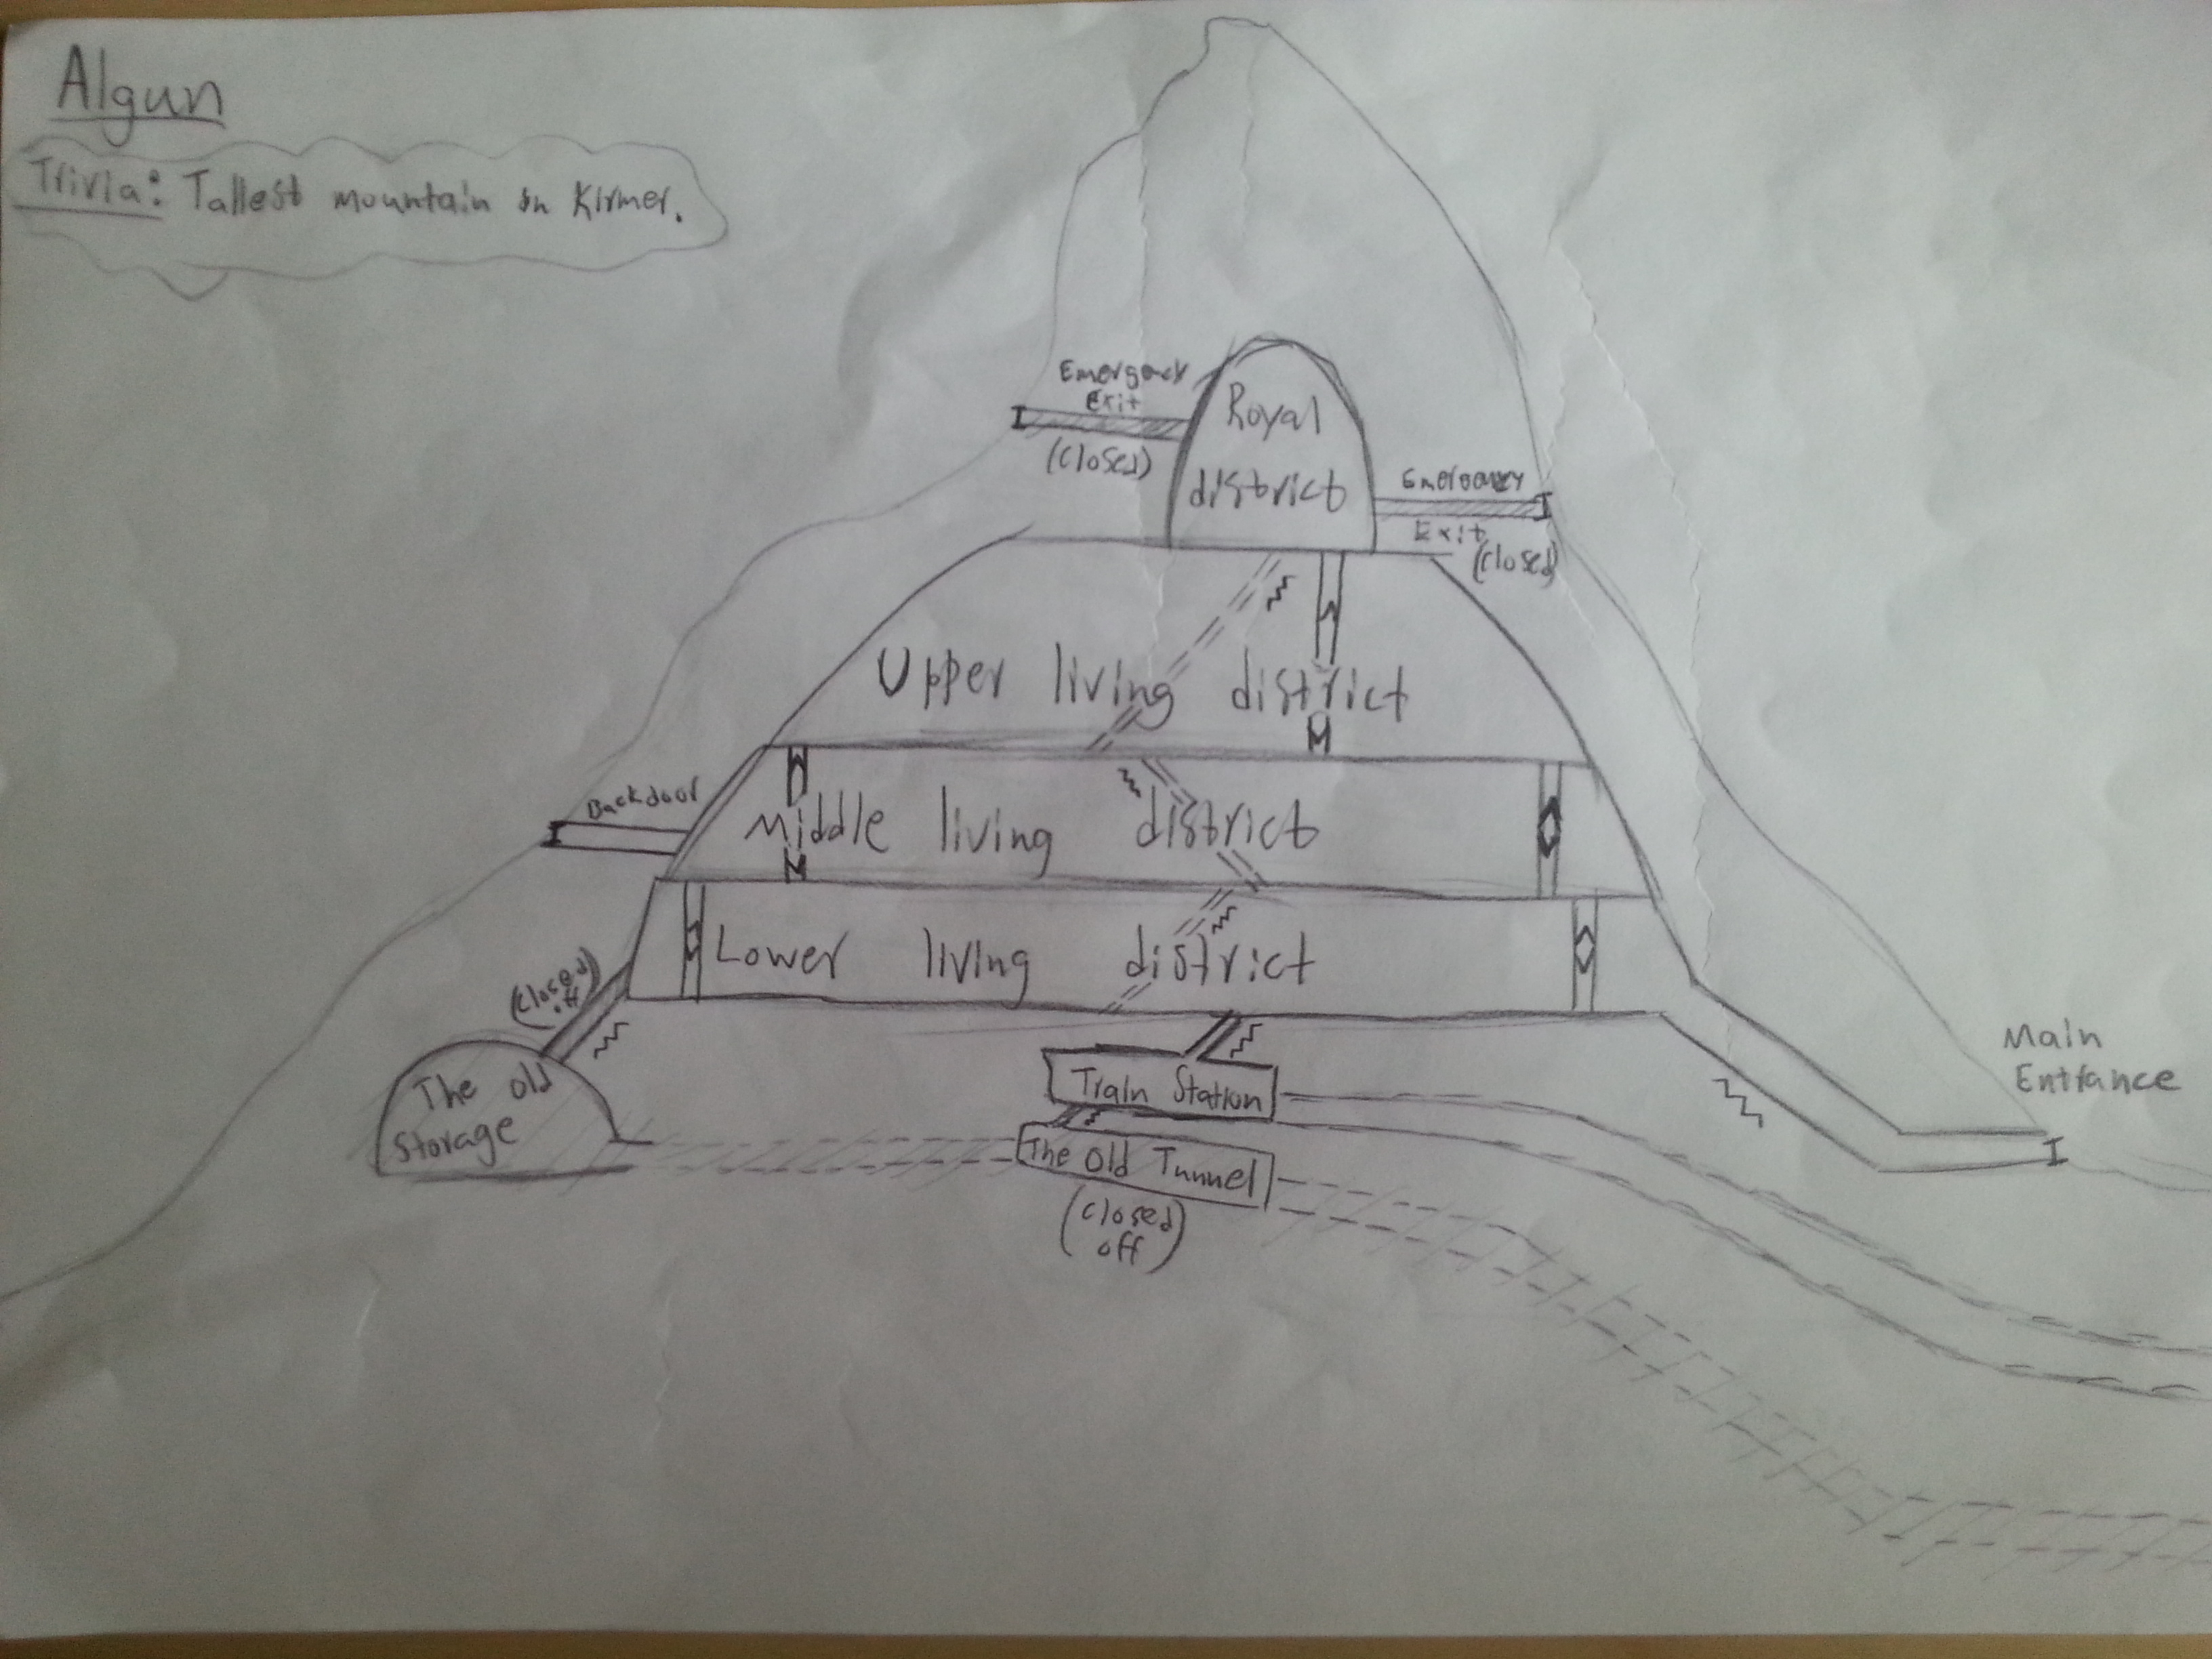 Algun
Trivia: Tallest mountain in Kirmer.
Emergency
Exit
(Closed)
Royal
district
Emergency
Exit
(Closed)
Upper living district
Backdoor
Middle living district
Lower living district
(Closed
off)
The old
Storage
Train Station
The Old Tunnel
(Closed
off)
Main
Entrance